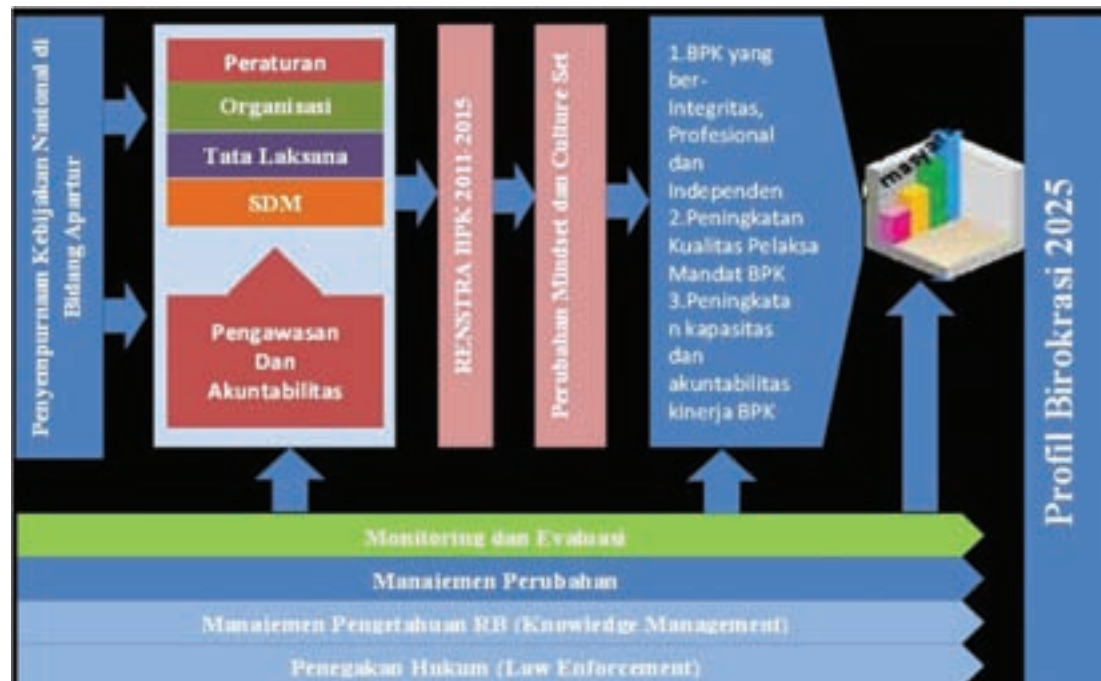 Penyempurnaan Kebijakan Nasional di
Bidang Apartur
Peraturan
Organisasi
Tata Laksana
SDM
Pengawasan
Dan
Akuntabilitas
RENSTRA BPK 2011-2015
Perubahan Mindset dan Culture Set
1.BPK yang
ber-
Integritas,
Profesional
dan
Independen
2.Peningkatan
Kualitas Pelaksa
Mandat BPK
3.Peningkata
n kapasitas
dan
akuntabilitas
kinerja BPK
masyar
Profil Birokrasi 2025
Monitoring dan Evaluasi
Manajemen Perubahan
Manajemen Pengetahuan RB (Knowledge Management)
Penegakan Hukum (Law Enforcement)